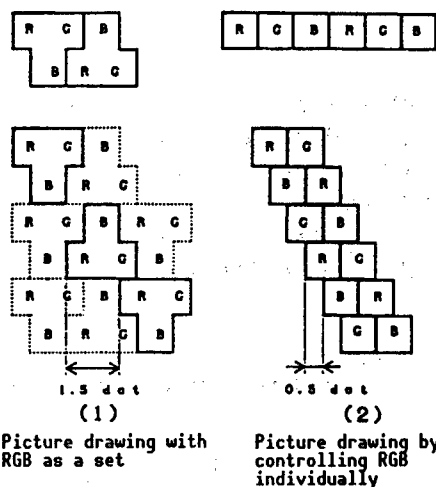 R G B
B R G
R G B R G B
R G B
B R G
R G B R G
B R G B
R G B R G
B R G B
R G
B R
G B
R G
B R
G B
1.5 dot
0.5 dot
(1)
(2)
Picture drawing with
RGB as a set
Picture drawing by
controlling RGB
individually